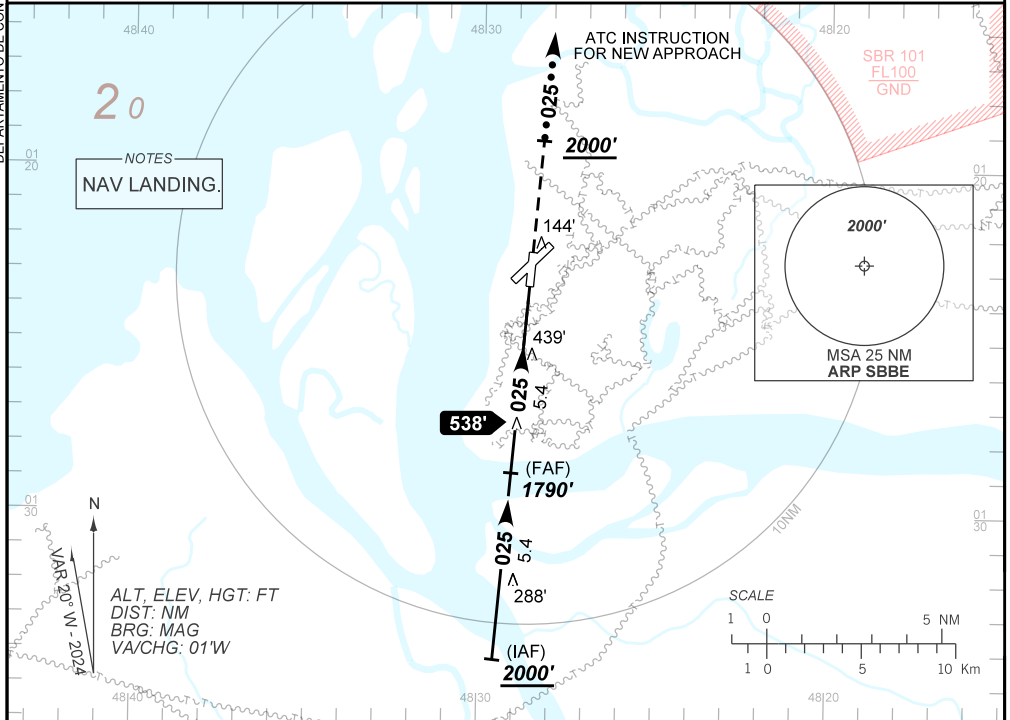 48 40
48 30
48 20
ATC INSTRUCTION
FOR NEW APPROACH
SBR 101
FL100
GND
2 0
025
2000'
01
20
NOTES
NAV LANDING.
01
20
144'
2000'
MSA 25 NM
ARP SBBE
439'
025
5.4
538'
(FAF)
1790'
01
30
01
30
10NM
N
VAR 20° W - 2024
025
5.4
288'
ALT, ELEV, HGT: FT
DIST: NM
BRG: MAG
VA/CHG: 01'W
SCALE
1 0 5 NM
1 0 5 10 Km
(IAF)
2000'
48 40
48 30
48 20